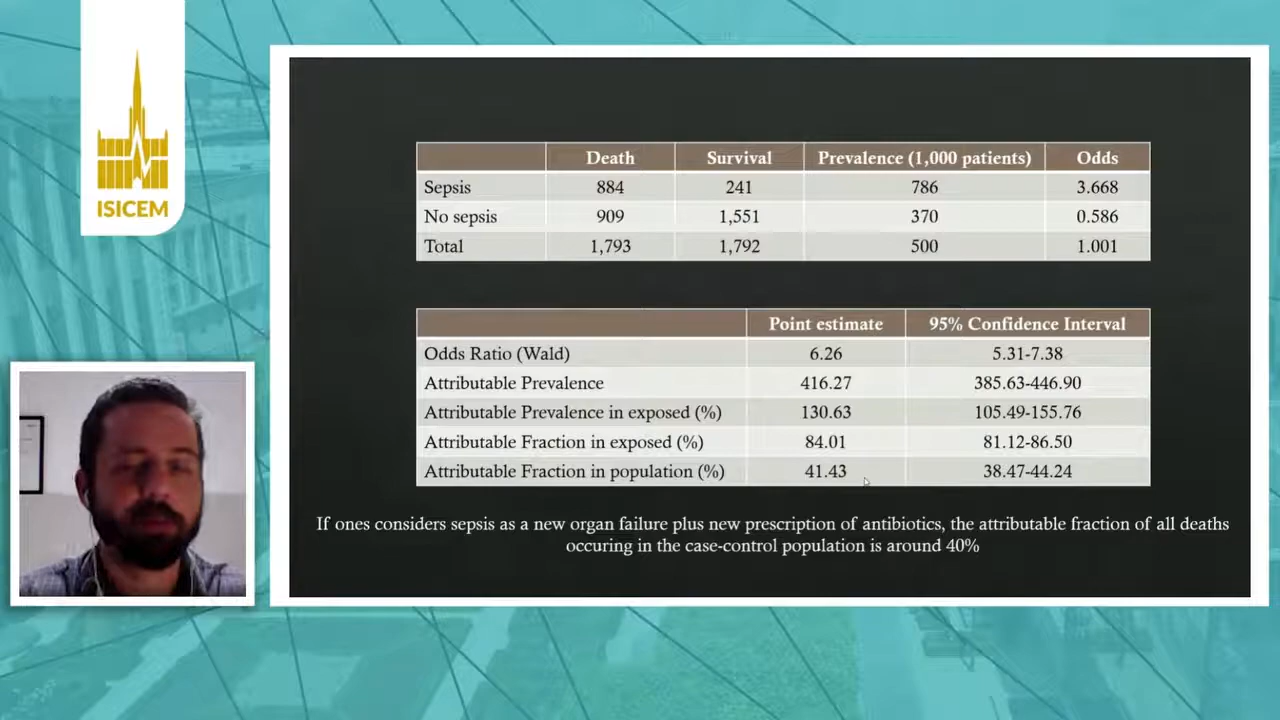 ISICEM
Death Survival Prevalence (1,000 patients) Odds
Sepsis 884 241 786 3.668
No sepsis 909 1,551 370 0.586
Total 1,793 1,792 500 1.001
Point estimate 95% Confidence Interval
Odds Ratio (Wald) 6.26 5.31-7.38
Attributable Prevalence 416.27 385.63-446.90
Attributable Prevalence in exposed (%) 130.63 105.49-155.76
Attributable Fraction in exposed (%) 84.01 81.12-86.50
Attributable Fraction in population (%) 41.43 38.47-44.24
If ones considers sepsis as a new organ failure plus new prescription of antibiotics, the attributable fraction of all deaths
occuring in the case-control population is around 40%